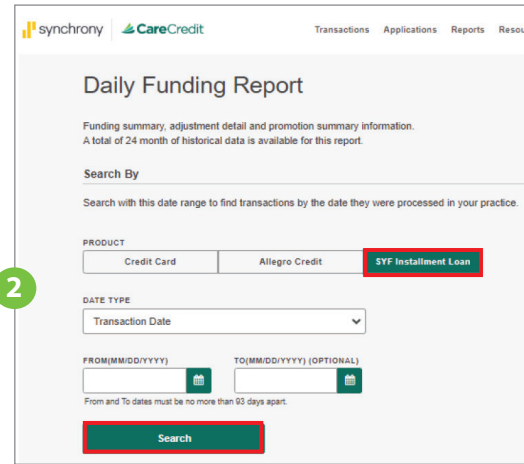 synchrony CareCredit Transactions Applications Reports Resou
Daily Funding Report
Funding summary, adjustment detail and promotion summary information.
A total of 24 month of historical data is available for this report.
Search By
Search with this date range to find transactions by the date they were processed in your practice.
PRODUCT
Credit Card Allegro Credit SYF Installment Loan
2
DATE TYPE
Transaction Date
FROM(MM/DD/YYYY) TO(MM/DD/YYYY) (OPTIONAL)
From and To dates must be no more than 93 days apart.
Search